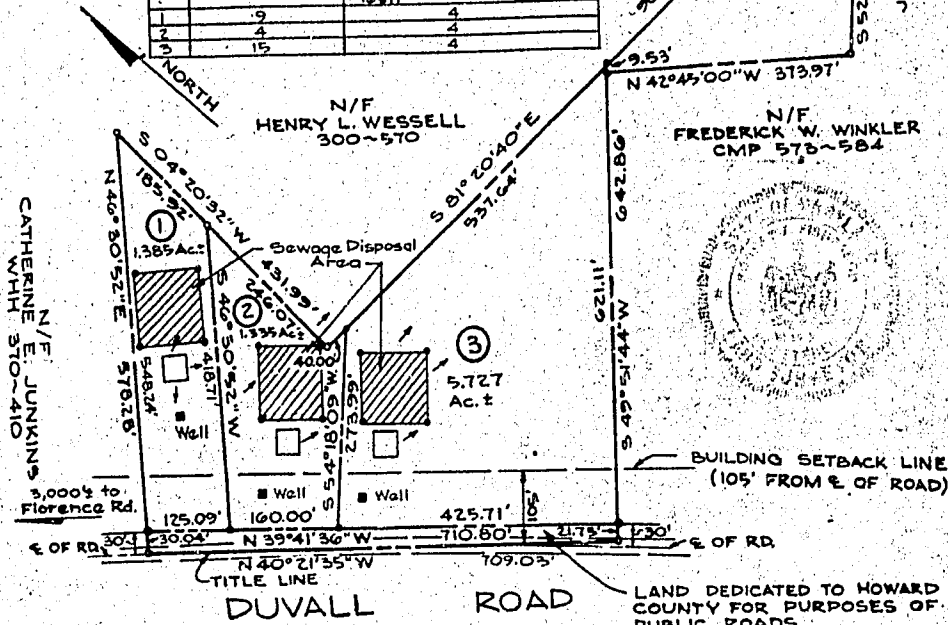 1 9 4
2 4 4
3 15 4
NORTH
N/F
HENRY L. WESSELL
300~570
9.53'
N 42°45'00"W 373.97'
N/F
FREDERICK W. WINKLER
CMP 573~584
S 04°20'32"W
185.92'
431.99'
246.07'
S 81°20'40"E
537.64'
642.86'
621.11'
S 49°51'44"W
N 46°30'52"E
578.28'
548.24'
1
1.385 Ac.±
418.71
S 46°50'52"W
Sewage Disposal
Area
2
1.335 Ac±
40.00'
S 54°18'09"W
273.99'
3
5.727
Ac. ±
N/F
CATHERINE E. JUNKINS
WHH 370~410
Well
Well
Well
BUILDING SETBACK LINE
(105' FROM ℄ OF ROAD)
105'
3,000'± to
Florence Rd.
125.09'
160.00'
425.71'
30'
30.04'
N 39°41'36"W
710.80'
21.73'
30'
℄ OF RD.
℄ OF RD.
N 40°21'35"W
709.03'
TITLE LINE
DUVALL ROAD
LAND DEDICATED TO HOWARD
COUNTY FOR PURPOSES OF
PUBLIC ROADS